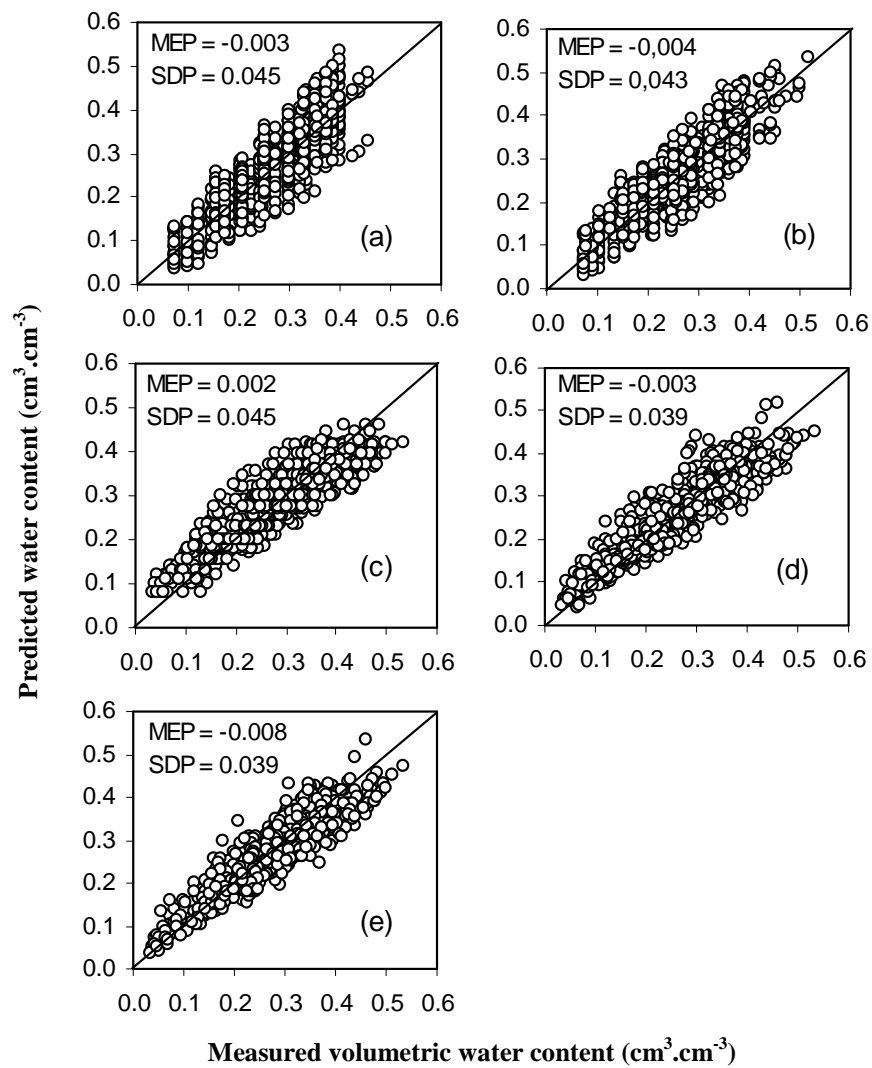 MEP = -0.003
SDP = 0.045
(a)
0.6
0.5
0.4
0.3
0.2
0.1
0.0
0.0 0.1 0.2 0.3 0.4 0.5 0.6
MEP = -0,004
SDP = 0,043
(b)
0.6
0.5
0.4
0.3
0.2
0.1
0.0
0.0 0.1 0.2 0.3 0.4 0.5 0.6
MEP = 0.002
SDP = 0.045
(c)
0.6
0.5
0.4
0.3
0.2
0.1
0.0
0.0 0.1 0.2 0.3 0.4 0.5 0.6
MEP = -0.003
SDP = 0.039
(d)
0.6
0.5
0.4
0.3
0.2
0.1
0.0
0.0 0.1 0.2 0.3 0.4 0.5 0.6
MEP = -0.008
SDP = 0.039
(e)
0.6
0.5
0.4
0.3
0.2
0.1
0.0
0.0 0.1 0.2 0.3 0.4 0.5 0.6
Predicted water content (cm³.cm⁻³)
Measured volumetric water content (cm³.cm⁻³)